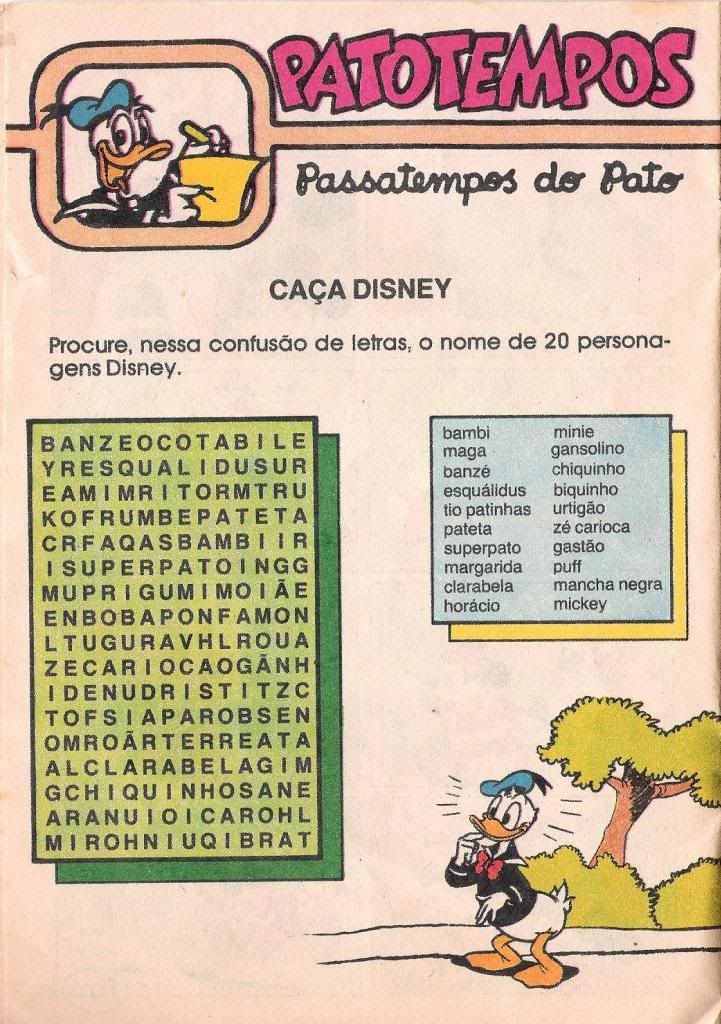 PATOTEMPOS
Passatempos do Pato
CAÇA DISNEY
Procure, nessa confusão de letras, o nome de 20 persona-
gens Disney.
BANZEOCOTABILE
YRESQUALIDUSUR
EAMIMRITORMTRU
KOFRUMBEPATETA
CRFAQASBAMBIIR
ISUPERPATOINGG
MUPRIGUMIMOIÃE
ENBOBAPONFAMON
LTUGURAVHLROUA
ZECARIOCAOGÃNH
IDENUDRISTITZC
TOFSIAPAROBSEN
OMROÃRTERREATA
ALCLARABELAGIM
GCHIQUINHOSANE
ARANUIOICAROHL
MIROHNIUQIBRAT
bambi
maga
banzé
esquálidus
tio patinhas
pateta
superpato
margarida
clarabela
horácio
minie
gansolino
chiquinho
biquinho
urtigão
zé carioca
gastão
puff
mancha negra
mickey